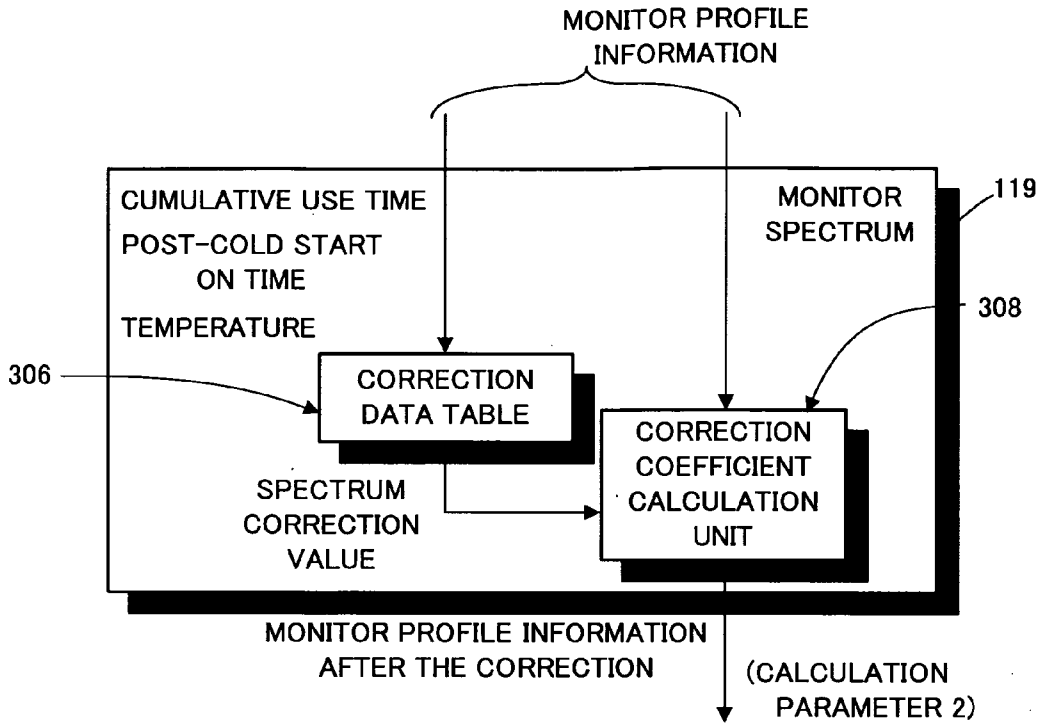 MONITOR PROFILE
INFORMATION
CUMULATIVE USE TIME
POST-COLD START
ON TIME
TEMPERATURE
MONITOR
SPECTRUM
119
308
306
CORRECTION
DATA TABLE
CORRECTION
COEFFICIENT
CALCULATION
UNIT
SPECTRUM
CORRECTION
VALUE
MONITOR PROFILE INFORMATION
AFTER THE CORRECTION
(CALCULATION
PARAMETER 2)